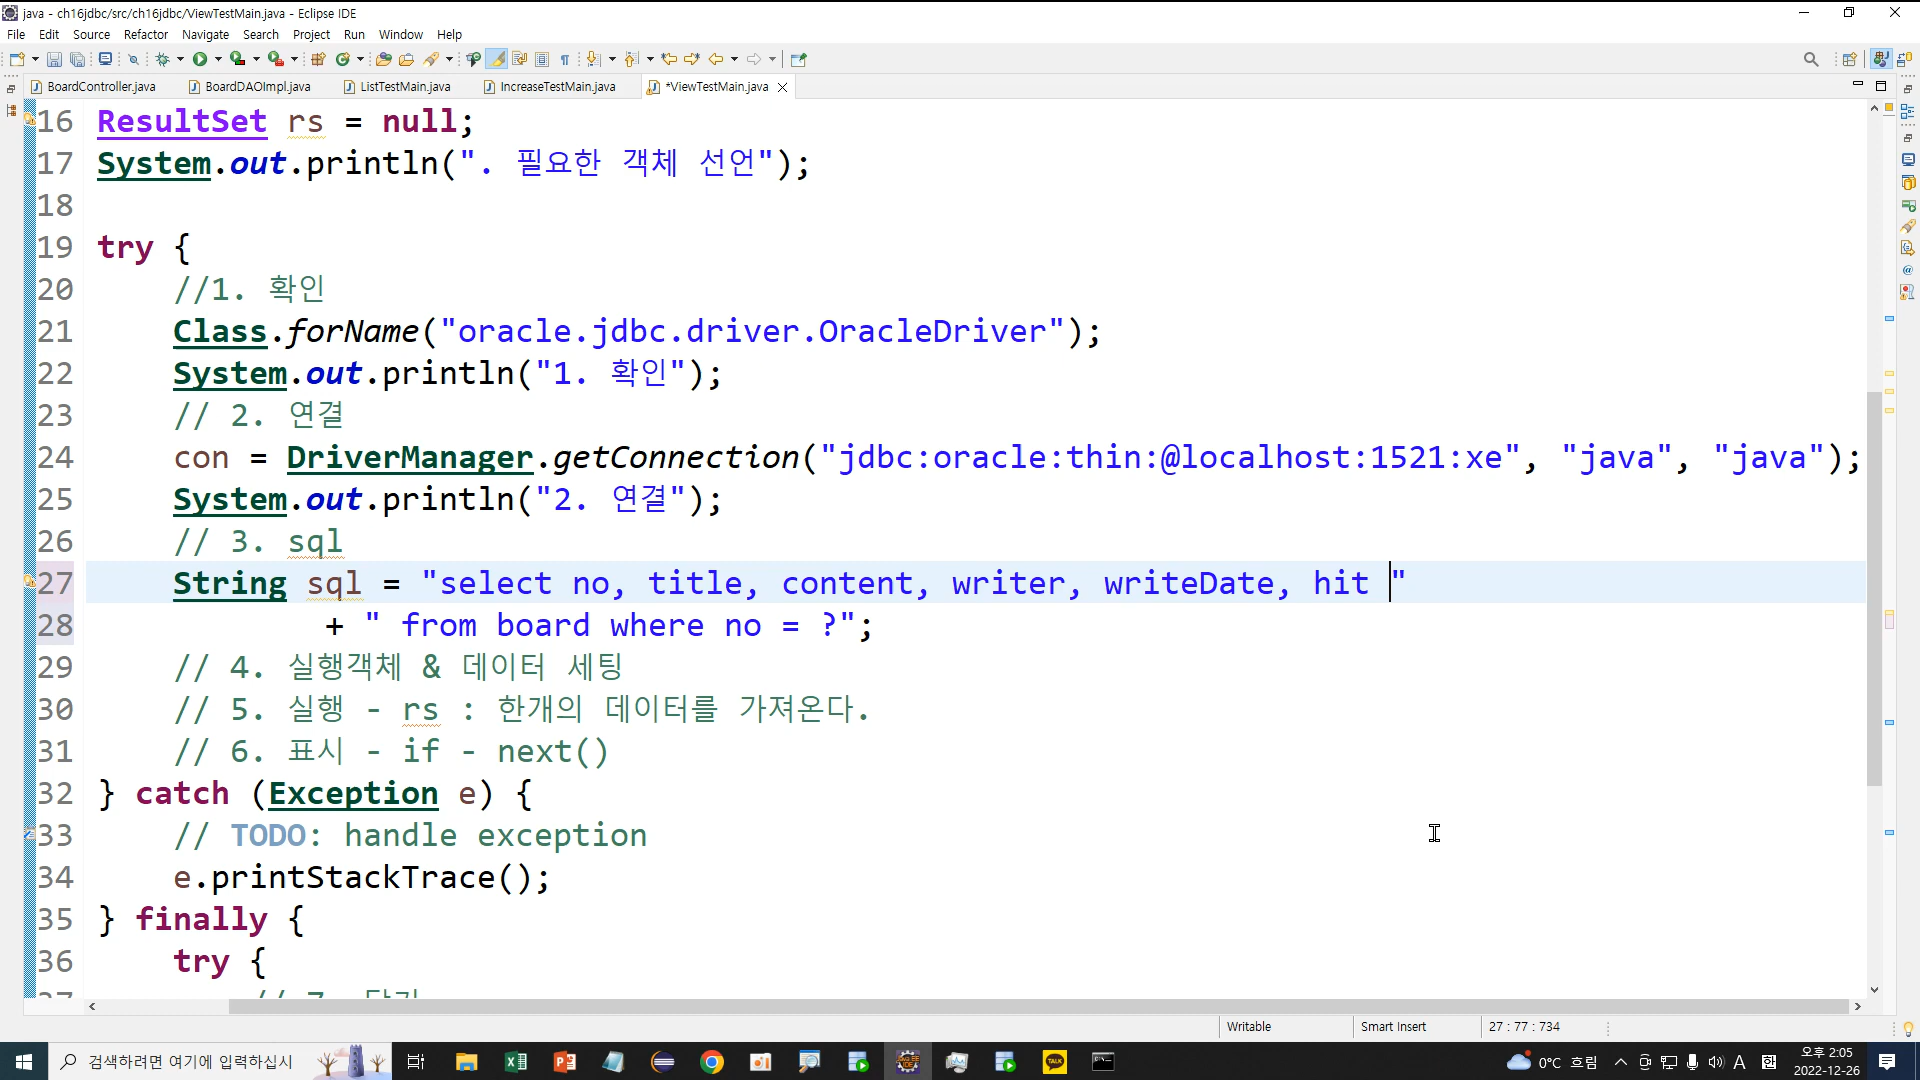 java - ch16jdbc/src/ch16jdbc/ViewTestMain.java - Eclipse IDE
File Edit Source Refactor Navigate Search Project Run Window Help
BoardController.java BoardDAOImpl.java ListTestMain.java IncreaseTestMain.java *ViewTestMain.java
16 ResultSet rs = null;
17 System.out.println(". 필요한 객체 선언");
18
19 try {
20 //1. 확인
21 Class.forName("oracle.jdbc.driver.OracleDriver");
22 System.out.println("1. 확인");
23 // 2. 연결
24 con = DriverManager.getConnection("jdbc:oracle:thin:@localhost:1521:xe", "java", "java");
25 System.out.println("2. 연결");
26 // 3. sql
27 String sql = "select no, title, content, writer, writeDate, hit "
28 + " from board where no = ?";
29 // 4. 실행객체 & 데이터 세팅
30 // 5. 실행 - rs : 한개의 데이터를 가져온다.
31 // 6. 표시 - if - next()
32 } catch (Exception e) {
33 // TODO: handle exception
34 e.printStackTrace();
35 } finally {
36 try {
Writable Smart Insert 27 : 77 : 734
검색하려면 여기에 입력하십시 0°C 흐림 A 오후 2:05
2022-12-26